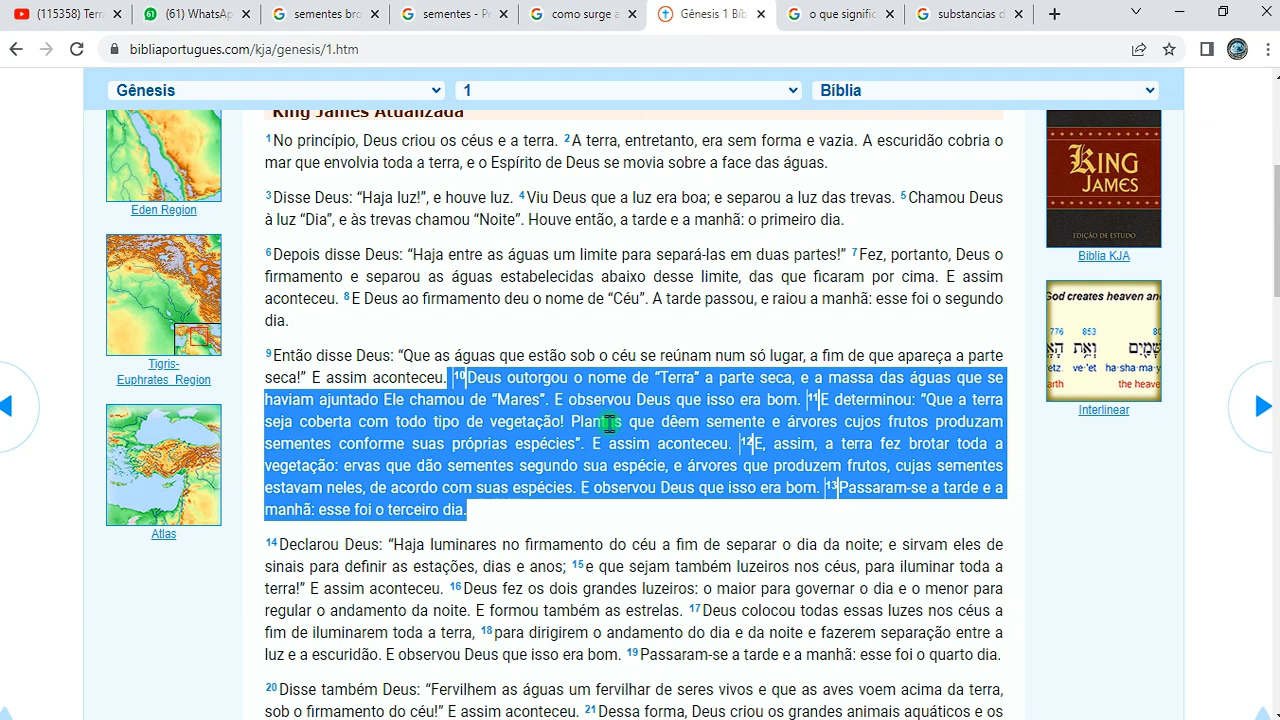 (115358) Terra
(61) WhatsAp
sementes bro
sementes - Pe
como surge a
Gênesis 1 Bíb
o que signific
substancias d
bibliaportugues.com/kja/genesis/1.htm
Gênesis
1
Bíblia
King James Atualizada
1No princípio, Deus criou os céus e a terra. 2A terra, entretanto, era sem forma e vazia. A escuridão cobria o
mar que envolvia toda a terra, e o Espírito de Deus se movia sobre a face das águas.
3Disse Deus: “Haja luz!”, e houve luz. 4Viu Deus que a luz era boa; e separou a luz das trevas. 5Chamou Deus
à luz “Dia”, e às trevas chamou “Noite”. Houve então, a tarde e a manhã: o primeiro dia.
6Depois disse Deus: “Haja entre as águas um limite para separá-las em duas partes!” 7Fez, portanto, Deus o
firmamento e separou as águas estabelecidas abaixo desse limite, das que ficaram por cima. E assim
aconteceu. 8E Deus ao firmamento deu o nome de “Céu”. A tarde passou, e raiou a manhã: esse foi o segundo
dia.
9Então disse Deus: “Que as águas que estão sob o céu se reúnam num só lugar, a fim de que apareça a parte
seca!” E assim aconteceu. 10Deus outorgou o nome de “Terra” a parte seca, e a massa das águas que se
haviam ajuntado Ele chamou de “Mares”. E observou Deus que isso era bom. 11E determinou: “Que a terra
seja coberta com todo tipo de vegetação! Plantas que dêem semente e árvores cujos frutos produzam
sementes conforme suas próprias espécies”. E assim aconteceu. 12E, assim, a terra fez brotar toda a
vegetação: ervas que dão sementes segundo sua espécie, e árvores que produzem frutos, cujas sementes
estavam neles, de acordo com suas espécies. E observou Deus que isso era bom. 13Passaram-se a tarde e a
manhã: esse foi o terceiro dia.
14Declarou Deus: “Haja luminares no firmamento do céu a fim de separar o dia da noite; e sirvam eles de
sinais para definir as estações, dias e anos; 15e que sejam também luzeiros nos céus, para iluminar toda a
terra!” E assim aconteceu. 16Deus fez os dois grandes luzeiros: o maior para governar o dia e o menor para
regular o andamento da noite. E formou também as estrelas. 17Deus colocou todas essas luzes nos céus a
fim de iluminarem toda a terra, 18para dirigirem o andamento do dia e da noite e fazerem separação entre a
luz e a escuridão. E observou Deus que isso era bom. 19Passaram-se a tarde e a manhã: esse foi o quarto dia.
20Disse também Deus: “Fervilhem as águas um fervilhar de seres vivos e que as aves voem acima da terra,
sob o firmamento do céu!” E assim aconteceu. 21Dessa forma, Deus criou os grandes animais aquáticos e os
Eden Region
Tigris-
Euphrates Region
Atlas
KING
JAMES
EDIÇÃO DE ESTUDO
Bíblia KJA
God creates heaven an
776 853 8
הָאָ וְאֵת שָּׁמַיִם
retz. ve·'et ha·sha·ma·y
arth the heave
Interlinear